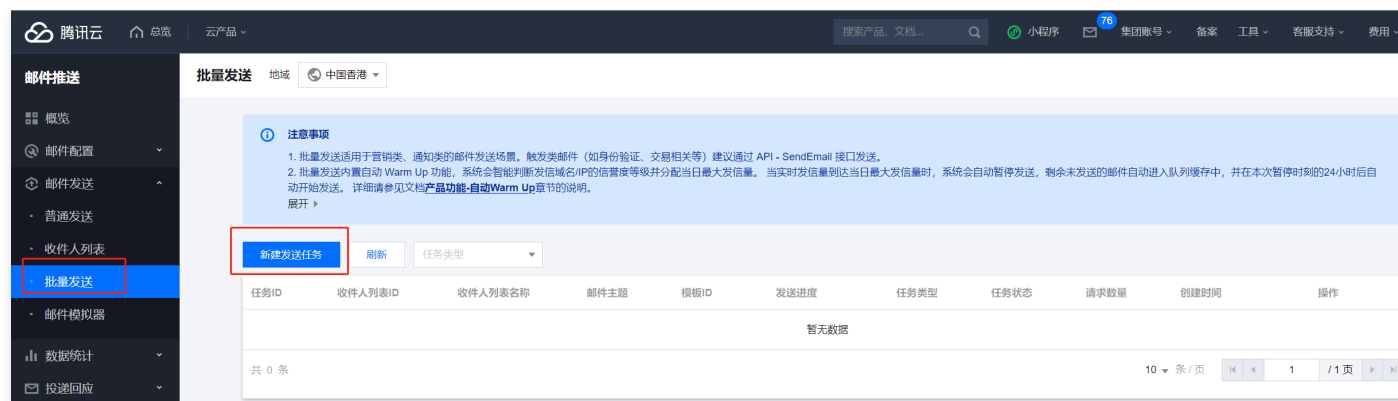 腾讯云 总览 云产品 搜索产品、文档... 小程序 76 集团账号 备案 工具 客服支持 费用
邮件推送
批量发送 地域 中国香港
概览
邮件配置
邮件发送
普通发送
收件人列表
批量发送
邮件模拟器
数据统计
投递回应
注意事项
1. 批量发送适用于营销类、通知类的邮件发送场景。触发类邮件（如身份验证、交易相关等）建议通过 API - SendEmail 接口发送。
2. 批量发送内置自动 Warm Up 功能，系统会智能判断发信域名/IP的信誉度等级并分配当日最大发信量。 当实时发信量到达当日最大发信量时，系统会自动暂停发送，剩余未发送的邮件自动进入队列缓存中，并在本次暂停时刻的24小时后自
动开始发送。 详细请参见文档产品功能-自动Warm Up章节的说明。
展开
新建发送任务 刷新 任务类型
任务ID 收件人列表ID 收件人列表名称 邮件主题 模板ID 发送进度 任务类型 任务状态 请求数量 创建时间 操作
暂无数据
共 0 条 10 条 / 页 1 / 1 页